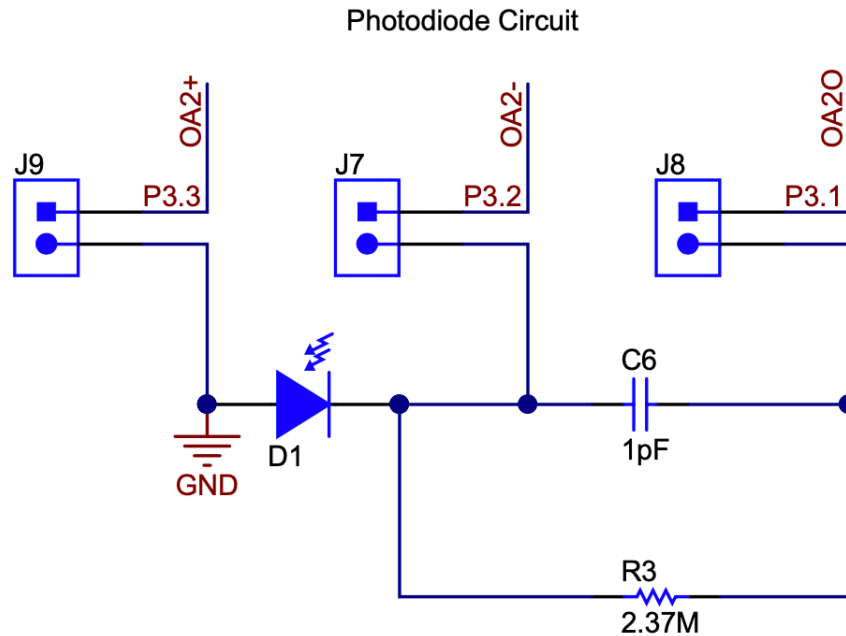 Photodiode Circuit
OA2+
OA2-
OA2O
J9
J7
J8
P3.3
P3.2
P3.1
C6
1pF
D1
GND
R3
2.37M